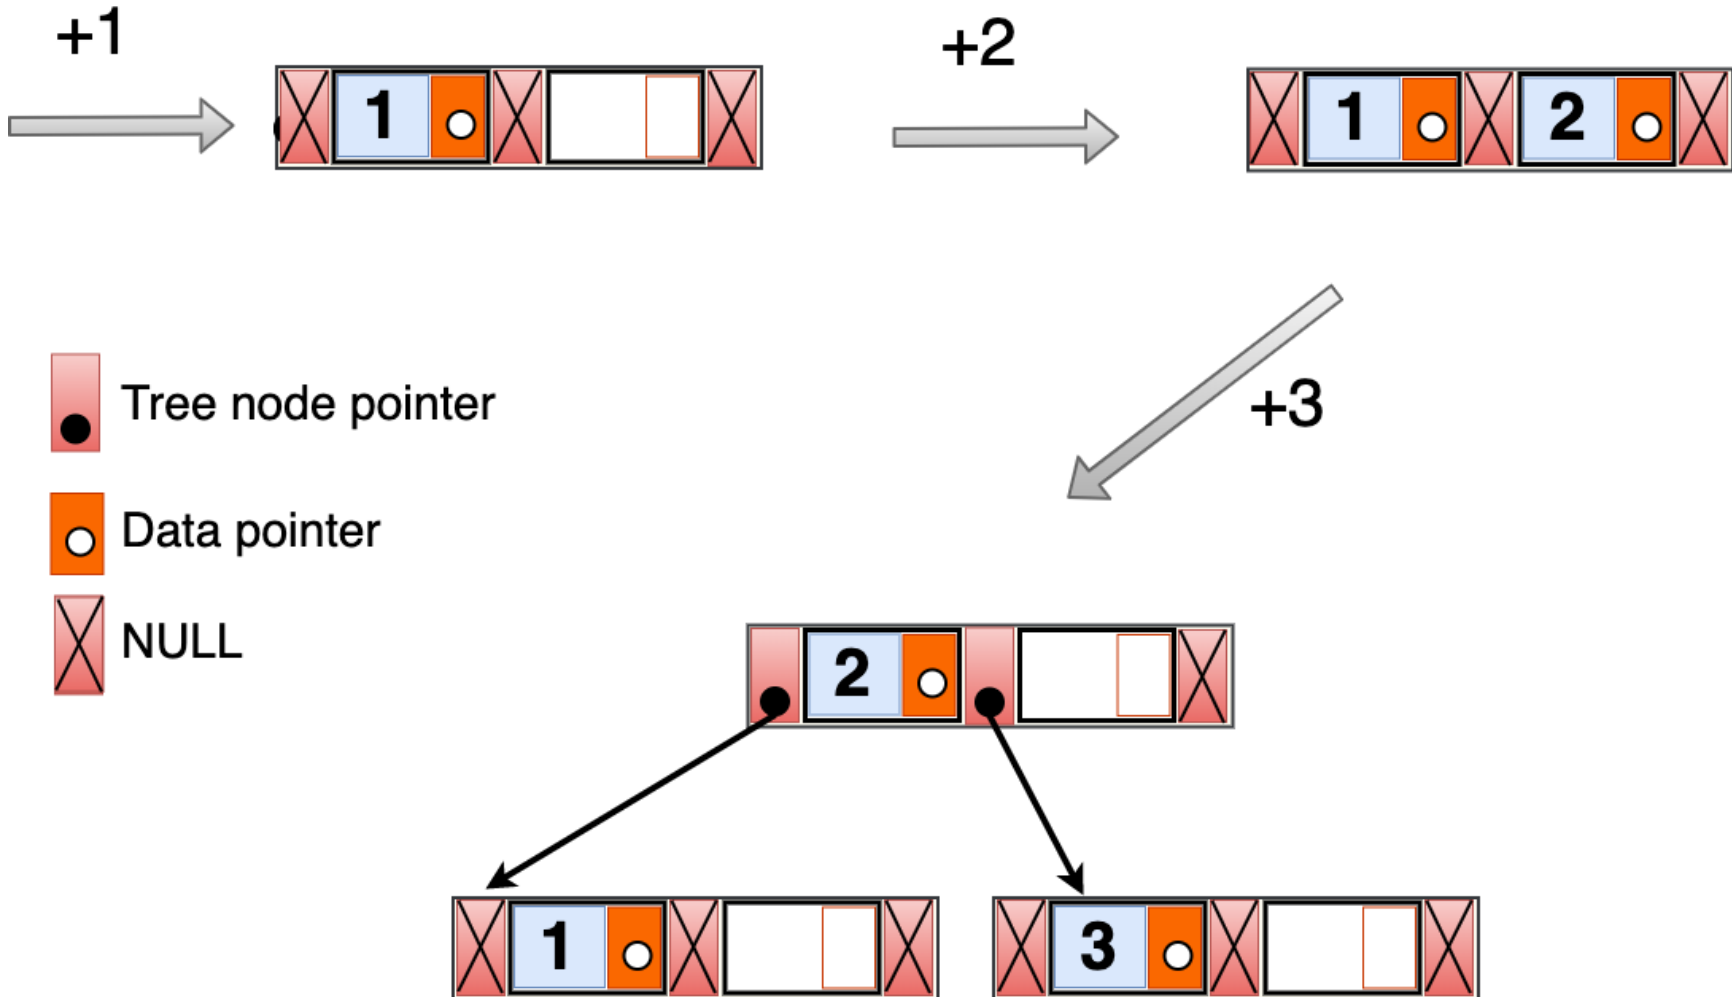 +1
1
+2
1 2
+3
Tree node pointer
Data pointer
NULL
2
1
3